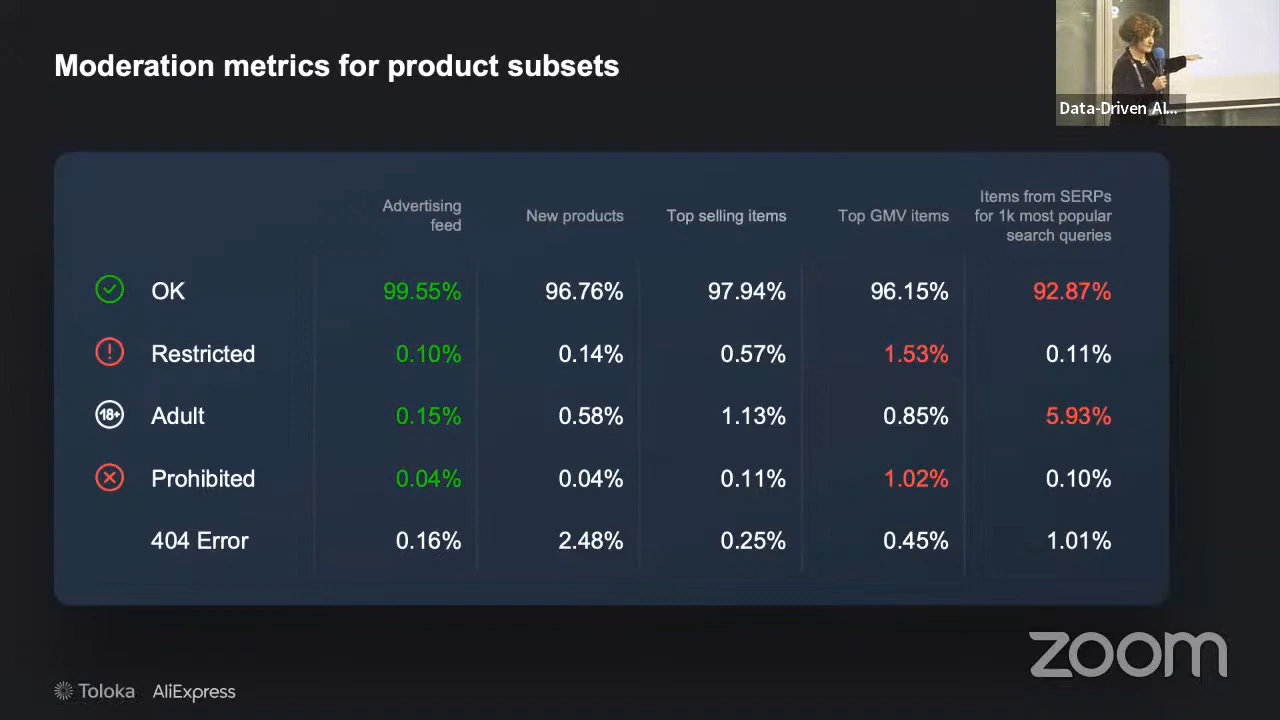 Moderation metrics for product subsets
Data-Driven AI...
Advertising
feed
New products
Top selling items
Top GMV items
Items from SERPs
for 1k most popular
search queries
OK
99.55%
96.76%
97.94%
96.15%
92.87%
!
Restricted
0.10%
0.14%
0.57%
1.53%
0.11%
18+
Adult
0.15%
0.58%
1.13%
0.85%
5.93%
Prohibited
0.04%
0.04%
0.11%
1.02%
0.10%
404 Error
0.16%
2.48%
0.25%
0.45%
1.01%
zoom
Toloka
AliExpress